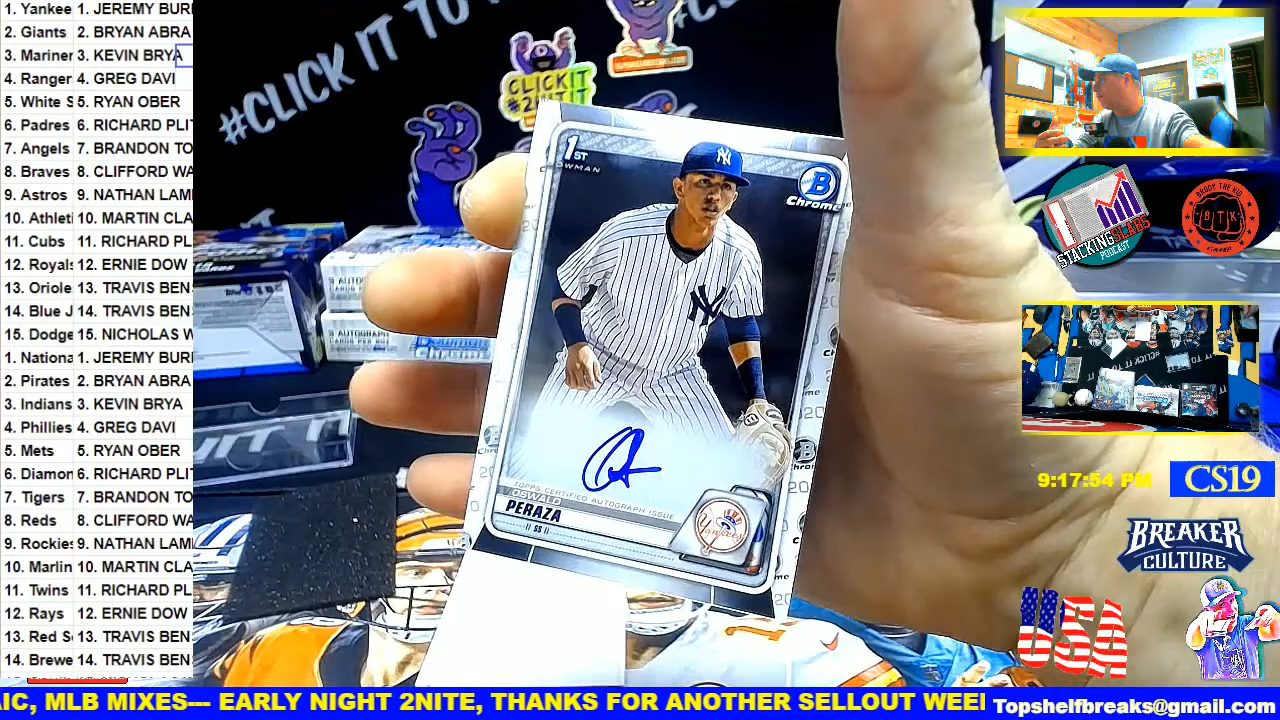 1. Yankee 1. JEREMY BURI
2. Giants 2. BRYAN ABRA
3. Mariner 3. KEVIN BRYA
4. Ranger 4. GREG DAVI
5. White S 5. RYAN OBER
6. Padres 6. RICHARD PLI
7. Angels 7. BRANDON TO
8. Braves 8. CLIFFORD WA
9. Astros 9. NATHAN LAM
10. Athleti 10. MARTIN CLA
11. Cubs 11. RICHARD PL
12. Royals 12. ERNIE DOW
13. Oriole 13. TRAVIS BEN
14. Blue J 14. TRAVIS BEN
15. Dodge 15. NICHOLAS W
1. Nationa 1. JEREMY BURI
2. Pirates 2. BRYAN ABRA
3. Indians 3. KEVIN BRYA
4. Phillies 4. GREG DAVI
5. Mets 5. RYAN OBER
6. Diamon 6. RICHARD PLI
7. Tigers 7. BRANDON TO
8. Reds 8. CLIFFORD WA
9. Rockies 9. NATHAN LAM
10. Marlin 10. MARTIN CLA
11. Twins 11. RICHARD PL
12. Rays 12. ERNIE DOW
13. Red S 13. TRAVIS BEN
14. Brewe 14. TRAVIS BEN
#CLICK IT TO
CLICKIT
#2WIT
1ST
OWMAN
NY
B
Chrome
NY
TOPPS CERTIFIED AUTOGRAPH ISSUE
OSWALD
PERAZA
|| SS ||
Yankees
STACKING SLABS
PODCAST
BRODY THE KID
BTK
9:17:54 PM
CS19
BREAKER
CULTURE
USA
AIC, MLB MIXES--- EARLY NIGHT 2NITE, THANKS FOR ANOTHER SELLOUT WEE
Topshelfbreaks@gmail.com